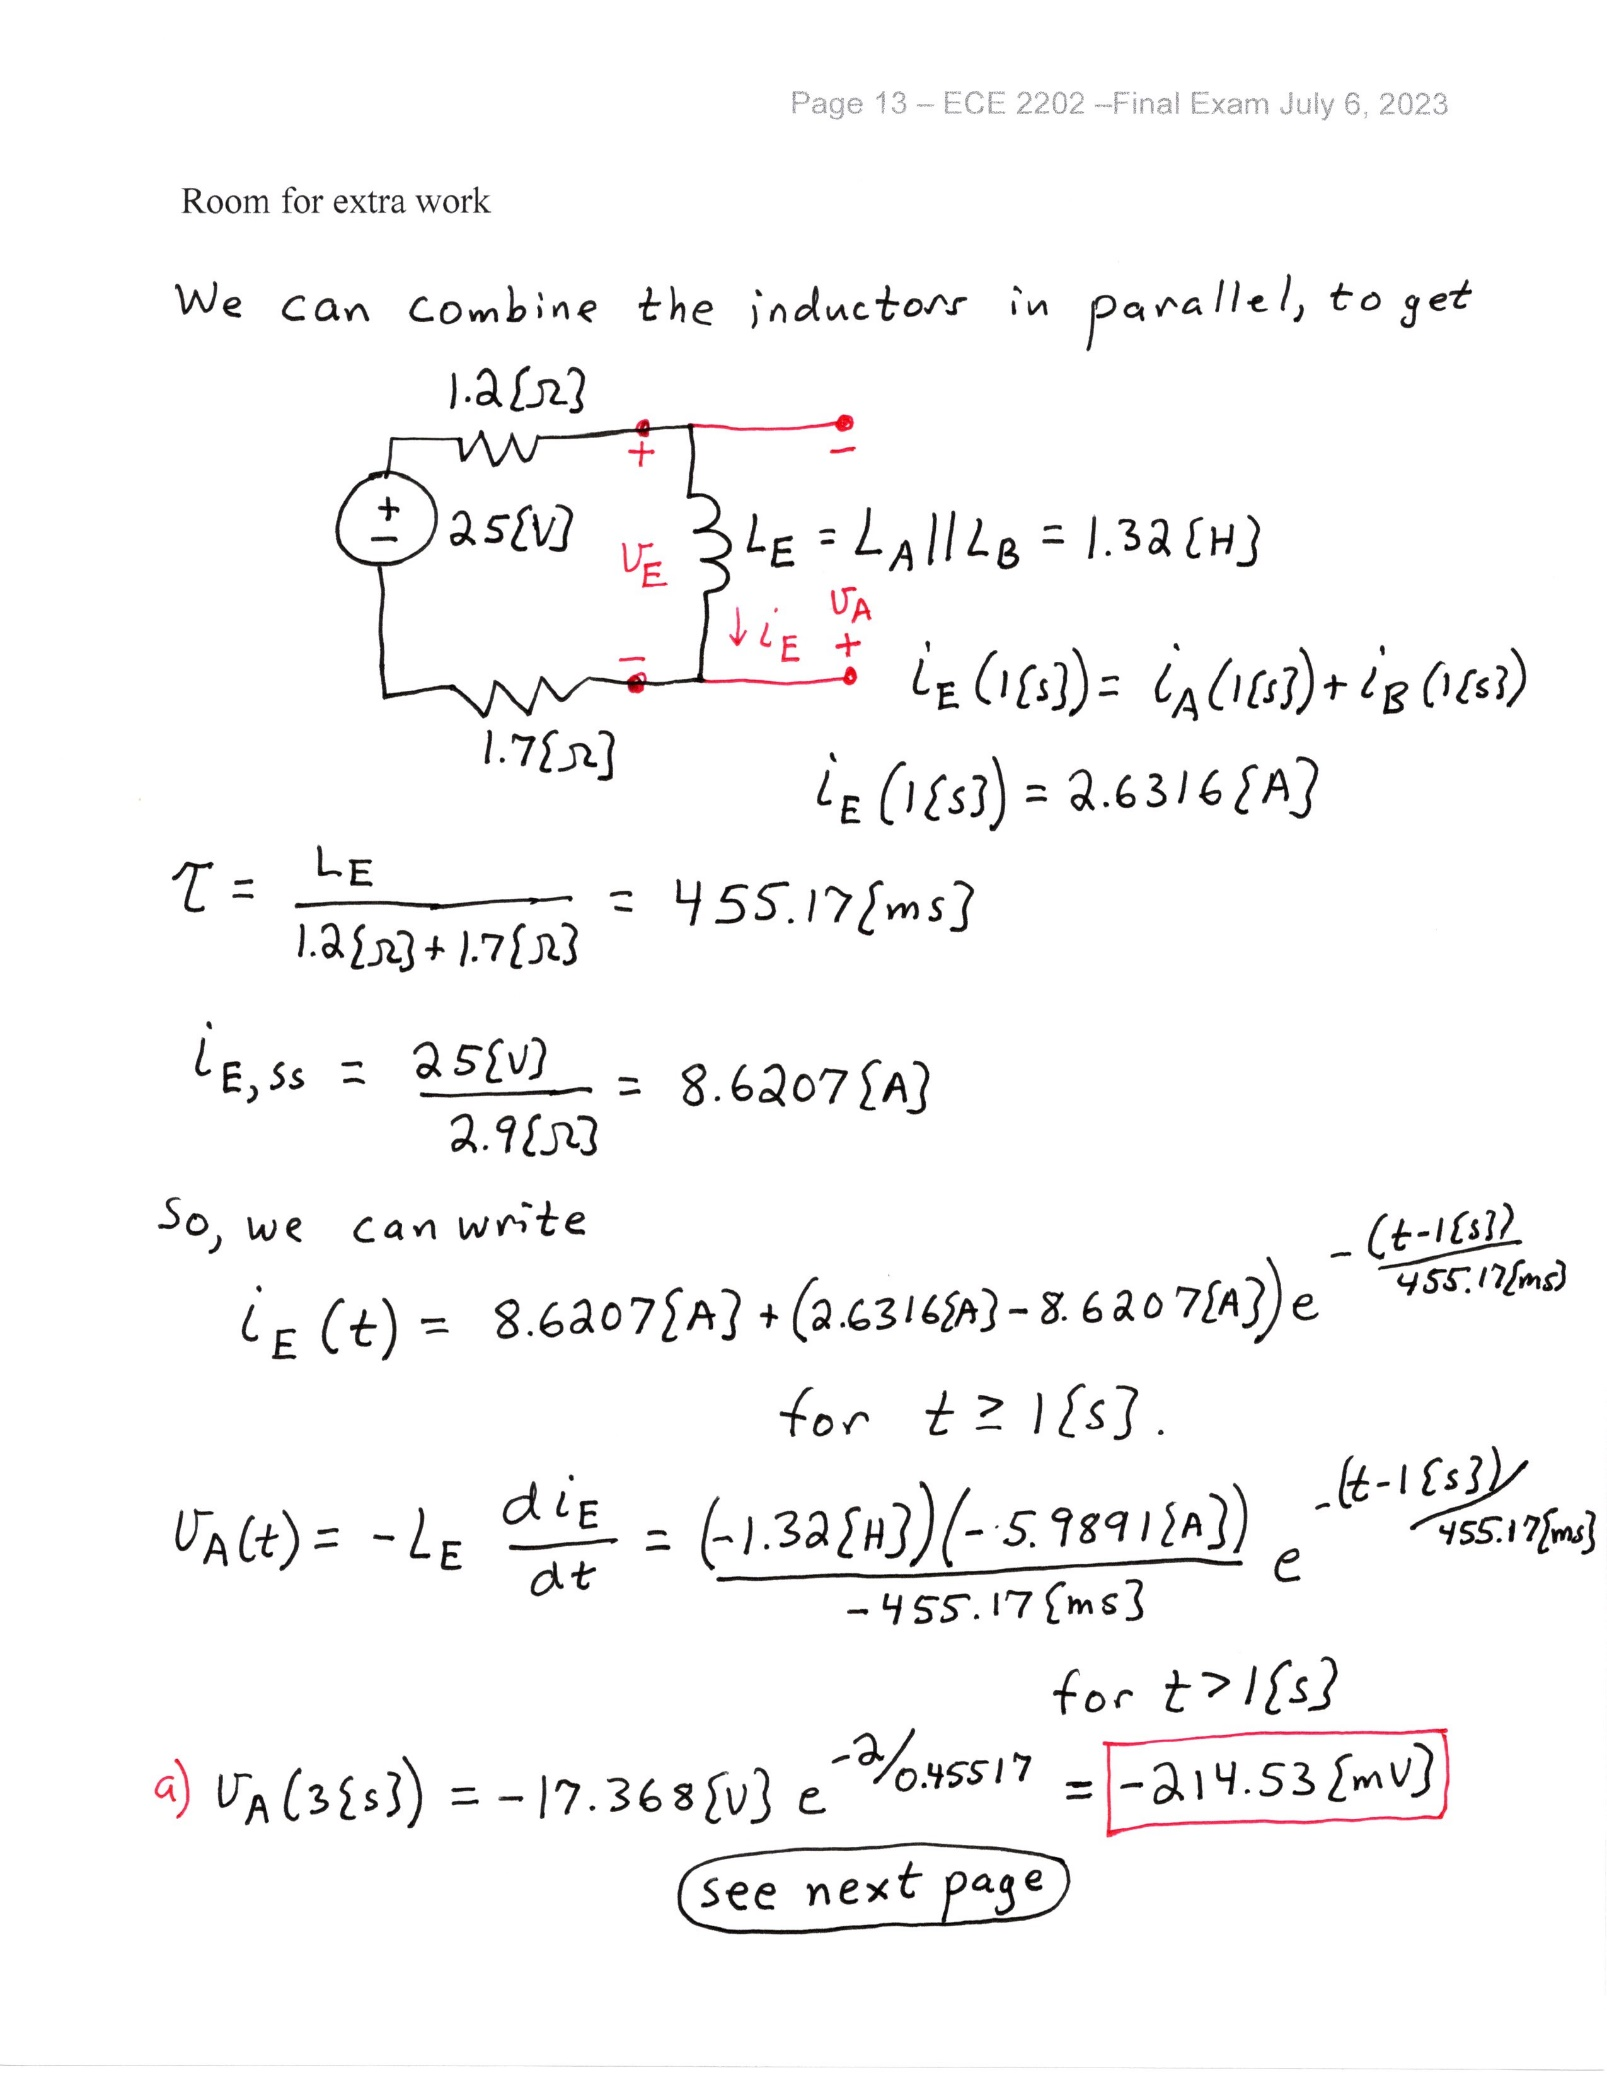 Page 13 – ECE 2202 –Final Exam July 6, 2023
Room for extra work
We can combine the inductors in parallel, to get
1.2{Ω}
+ −
+ − 25{V} v_E L_E = L_A || L_B = 1.32{H}
↓ i_E v_A +
− i_E(1{s}) = i_A(1{s}) + i_B(1{s})
1.7{Ω}
i_E(1{s}) = 2.6316{A}
τ = L_E / (1.2{Ω} + 1.7{Ω}) = 455.17{ms}
i_E,ss = 25{V} / 2.9{Ω} = 8.6207{A}
So, we can write
i_E(t) = 8.6207{A} + (2.6316{A} − 8.6207{A}) e^(−(t−1{s})/455.17{ms})
for t ≥ 1{s}.
v_A(t) = −L_E di_E/dt = (−1.32{H})(−5.9891{A}) / −455.17{ms} e^(−(t−1{s})/455.17{ms})
for t > 1{s}
a) v_A(3{s}) = −17.368{V} e^(−2/0.45517) = −214.53{mV}
see next page